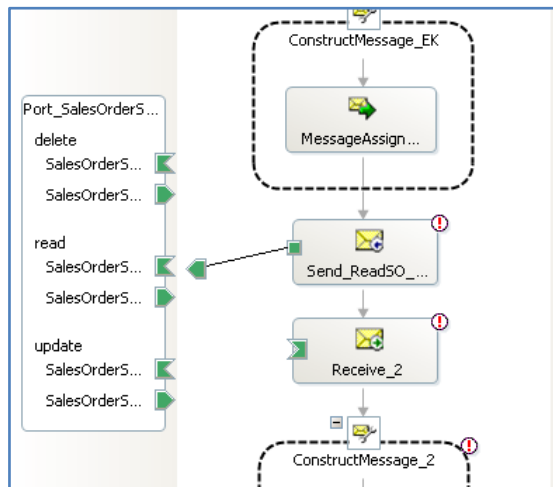 ConstructMessage_EK
Port_SalesOrderS...
MessageAssign...
delete
SalesOrderS...
SalesOrderS...
read
SalesOrderS...
Send_ReadSO_...
SalesOrderS...
update
SalesOrderS...
Receive_2
SalesOrderS...
ConstructMessage_2